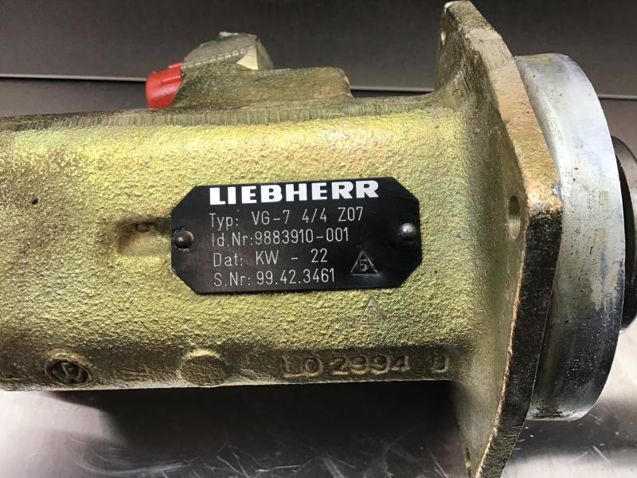 LIEBHERR
Typ: VG-7 4/4 Z07
Id.Nr:9883910-001
Dat: KW - 22
S.Nr: 99.42.3461
LO 2994